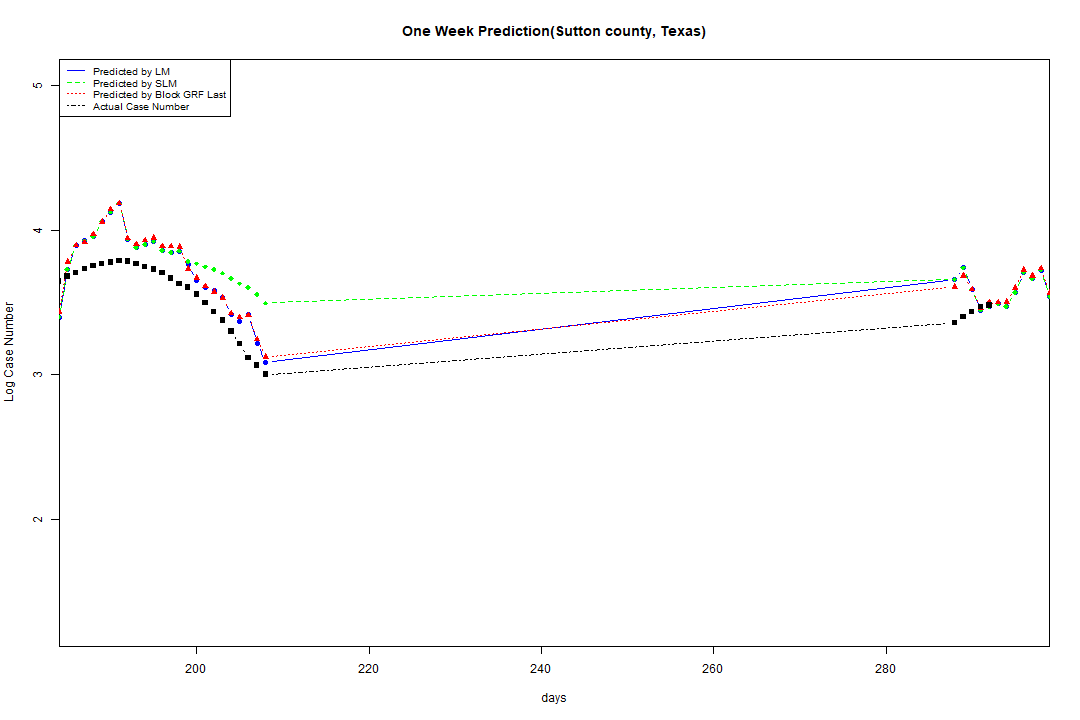 One Week Prediction(Sutton county, Texas)
Predicted by LM
Predicted by SLM
Predicted by Block GRF Last
Actual Case Number
5
4
3
2
Log Case Number
200 220 240 260 280
days